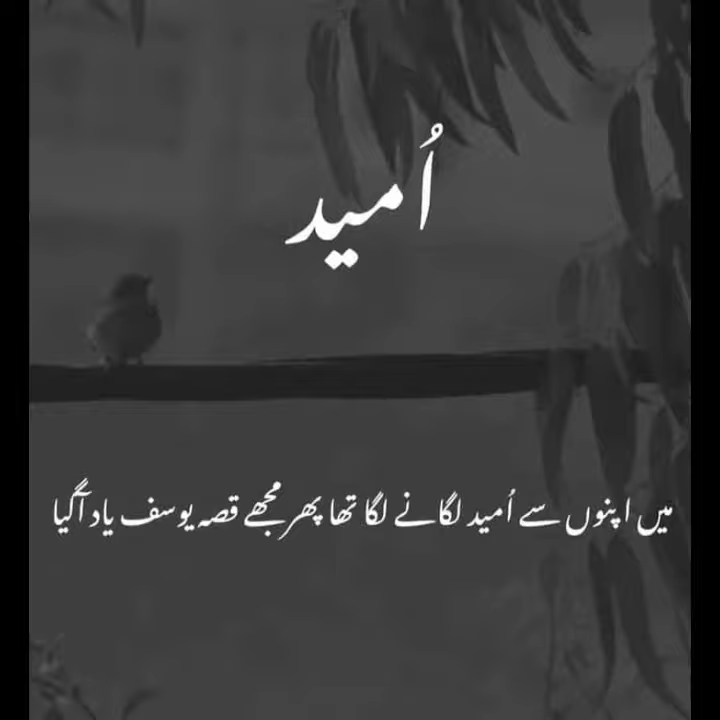 اُمید
میں اپنوں سے اُمید لگانے لگا تھا پھر مجھے قصہ یوسف یاد آگیا